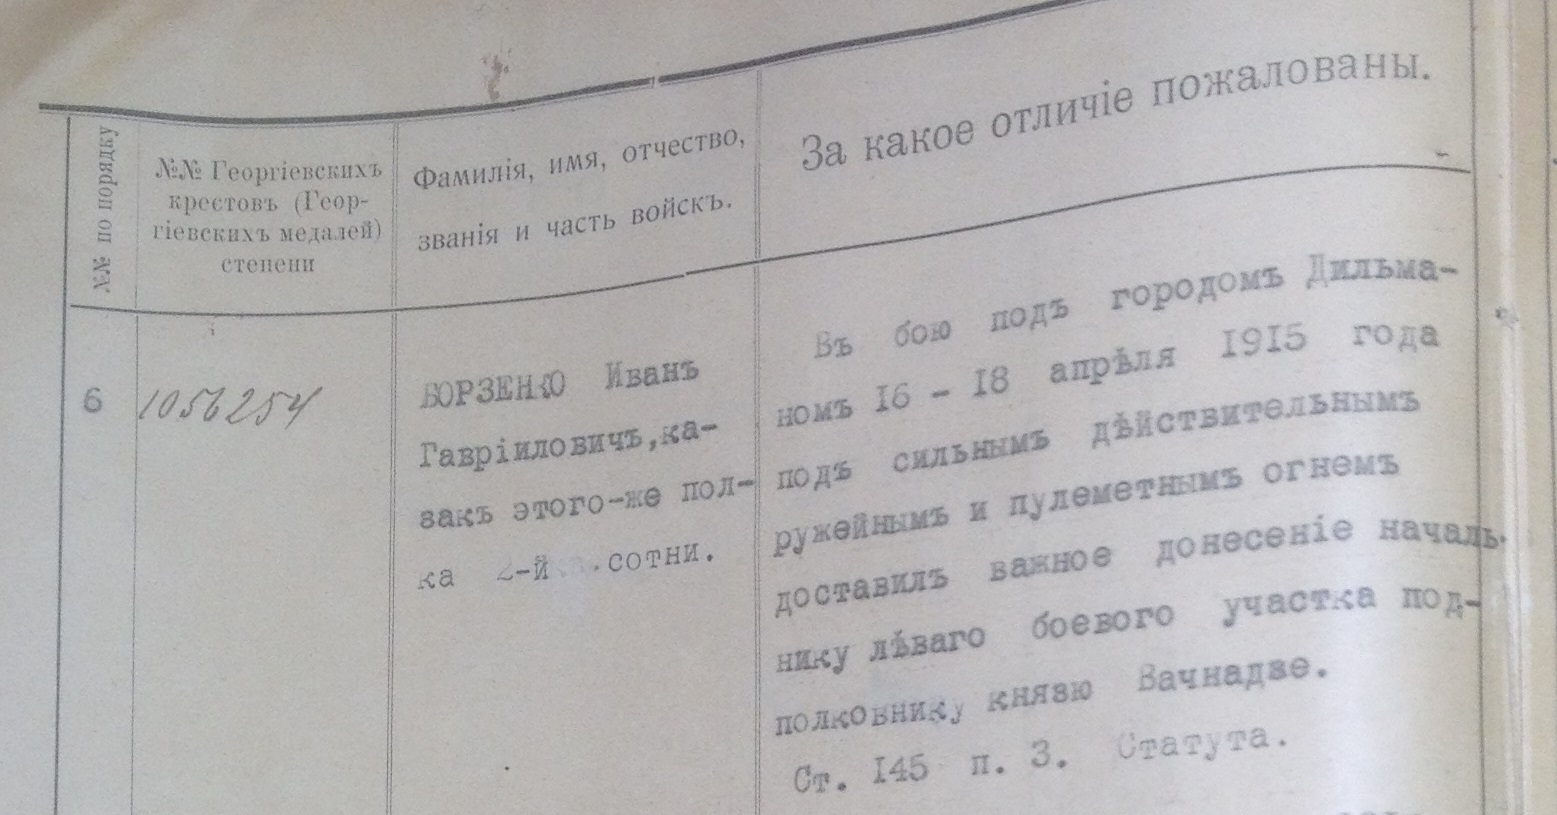 №№ по порядку
№№ Георгіевскихъ
крестовъ (Геор-
гіевскихъ медалей)
степени
Фамилія, имя, отчество,
званія и часть войскъ.
За какое отличіе пожалованы.
6
1056254
БОРЗЕНКО Иванъ
Гавріиловичъ,ка-
закъ этого-же пол-
ка 2-й сотни.
Въ бою подъ городомъ Дильма-
номъ 16 - 18 апрѣля 1915 года
подъ сильнымъ дѣйствительнымъ
ружейнымъ и пулеметнымъ огнемъ
доставилъ важное донесеніе началь-
нику лѣваго боевого участка под-
полковнику князю Вачнадзе.
Ст. 145 п. 3. Статута.